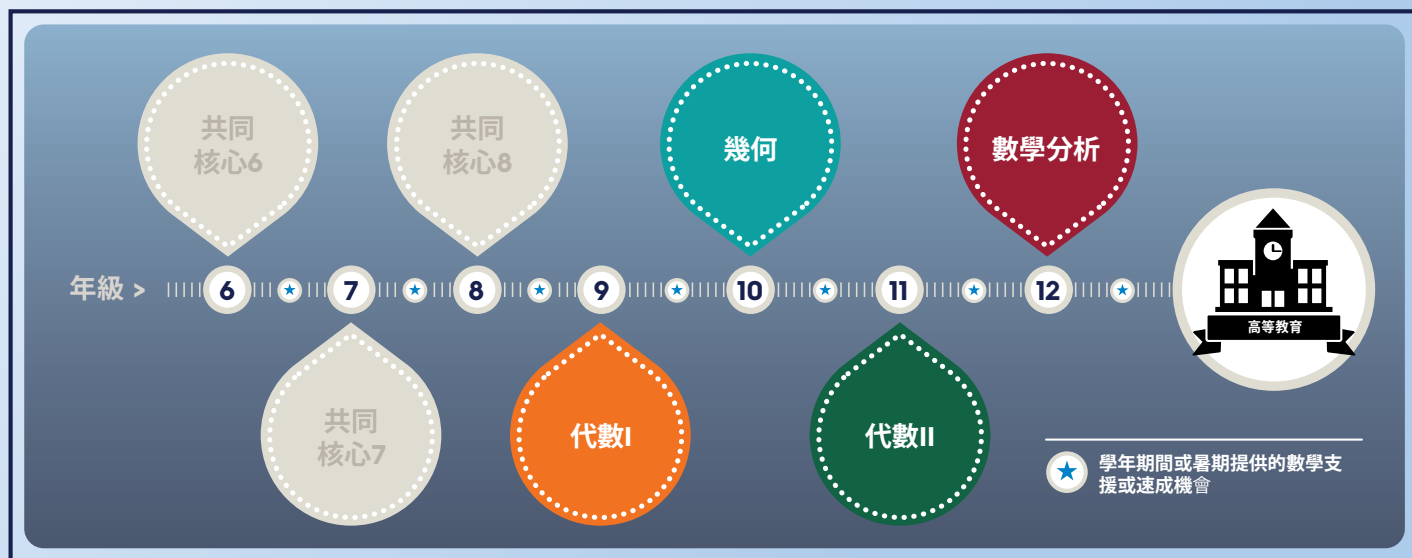 共同
核心6
共同
核心8
幾何
數學分析
年級 >
6
7
8
9
10
11
12
高等教育
共同
核心7
代數I
代數II
學年期間或暑期提供的數學支
援或速成機會